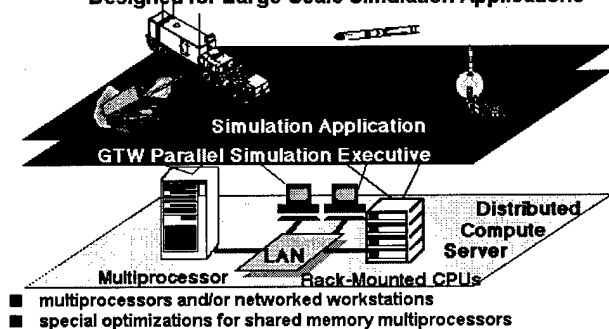 Designed for Large-Scale Simulation Applications
Simulation Application
GTW Parallel Simulation Executive
Distributed
Compute
Server
LAN
Multiprocessor
Rack-Mounted CPUs
■ multiprocessors and/or networked workstations
■ special optimizations for shared memory multiprocessors